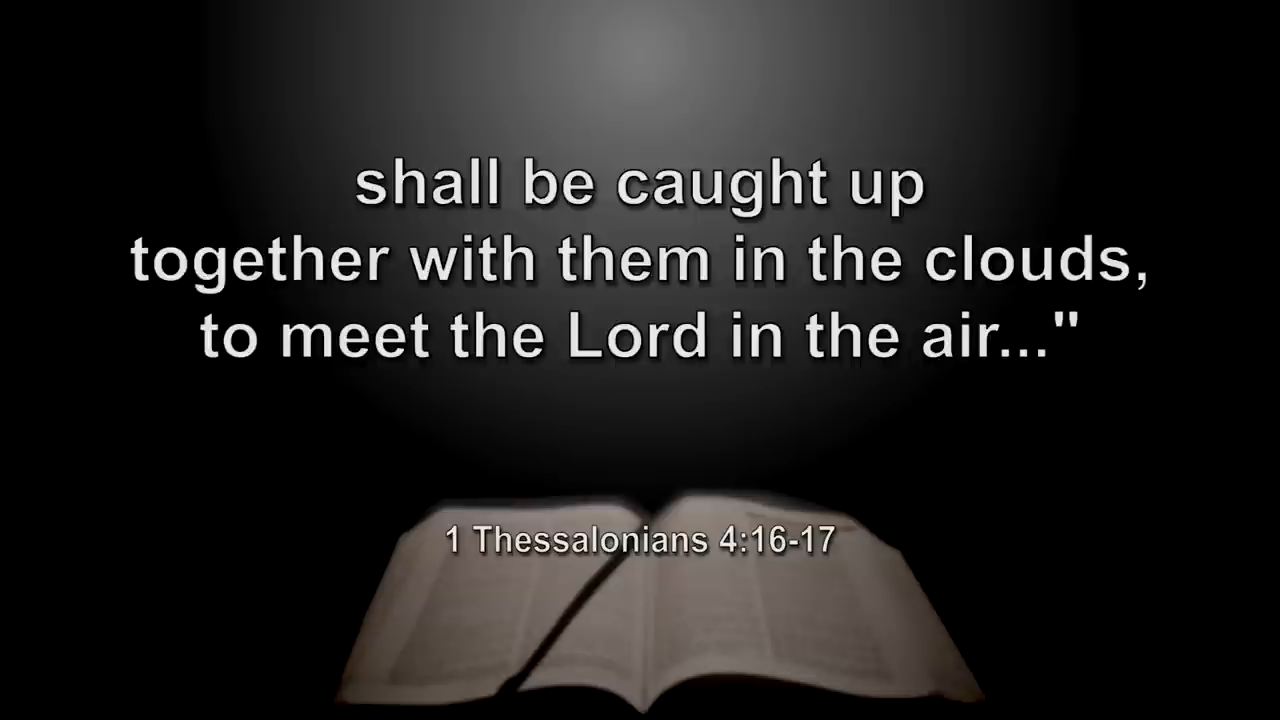 shall be caught up
together with them in the clouds,
to meet the Lord in the air..."
1 Thessalonians 4:16-17